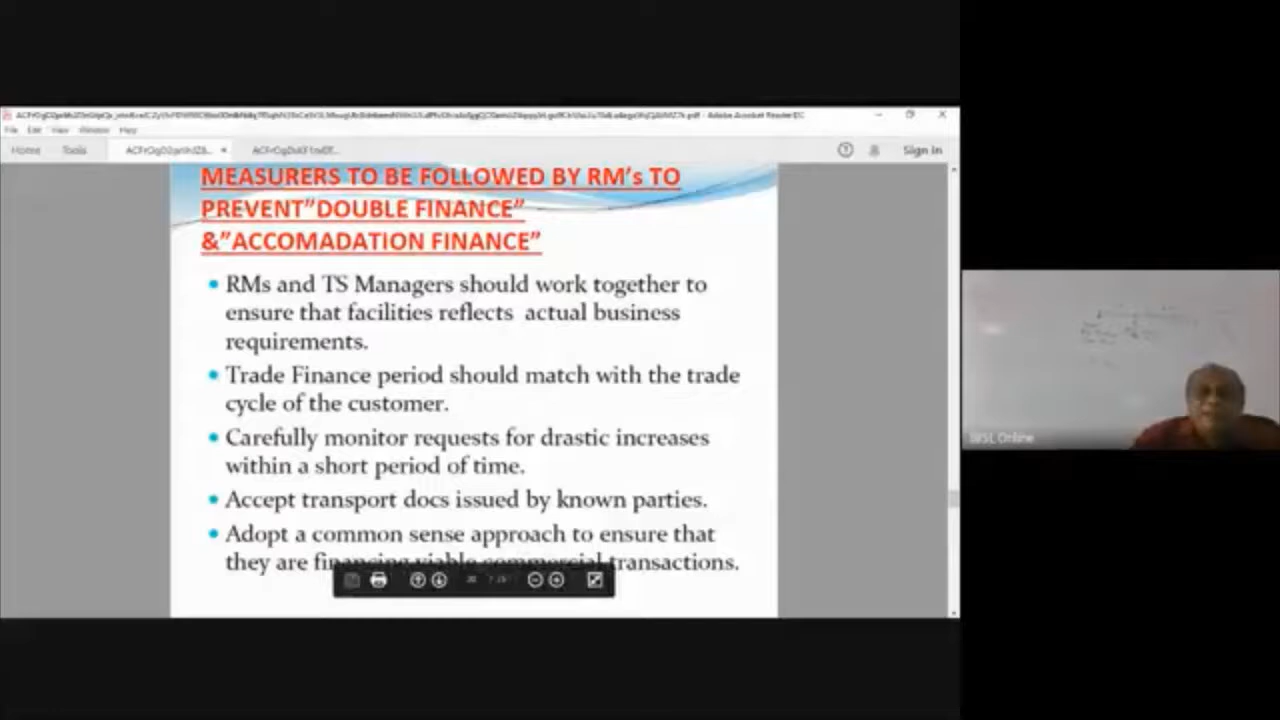 Adobe Acrobat Reader DC
File Edit View Window Help
Home Tools Sign In
MEASURERS TO BE FOLLOWED BY RM's TO
PREVENT"DOUBLE FINANCE"
&"ACCOMADATION FINANCE"
• RMs and TS Managers should work together to
ensure that facilities reflects actual business
requirements.
• Trade Finance period should match with the trade
cycle of the customer.
• Carefully monitor requests for drastic increases
within a short period of time.
• Accept transport docs issued by known parties.
• Adopt a common sense approach to ensure that
they are financing viable commercial transactions.
Online